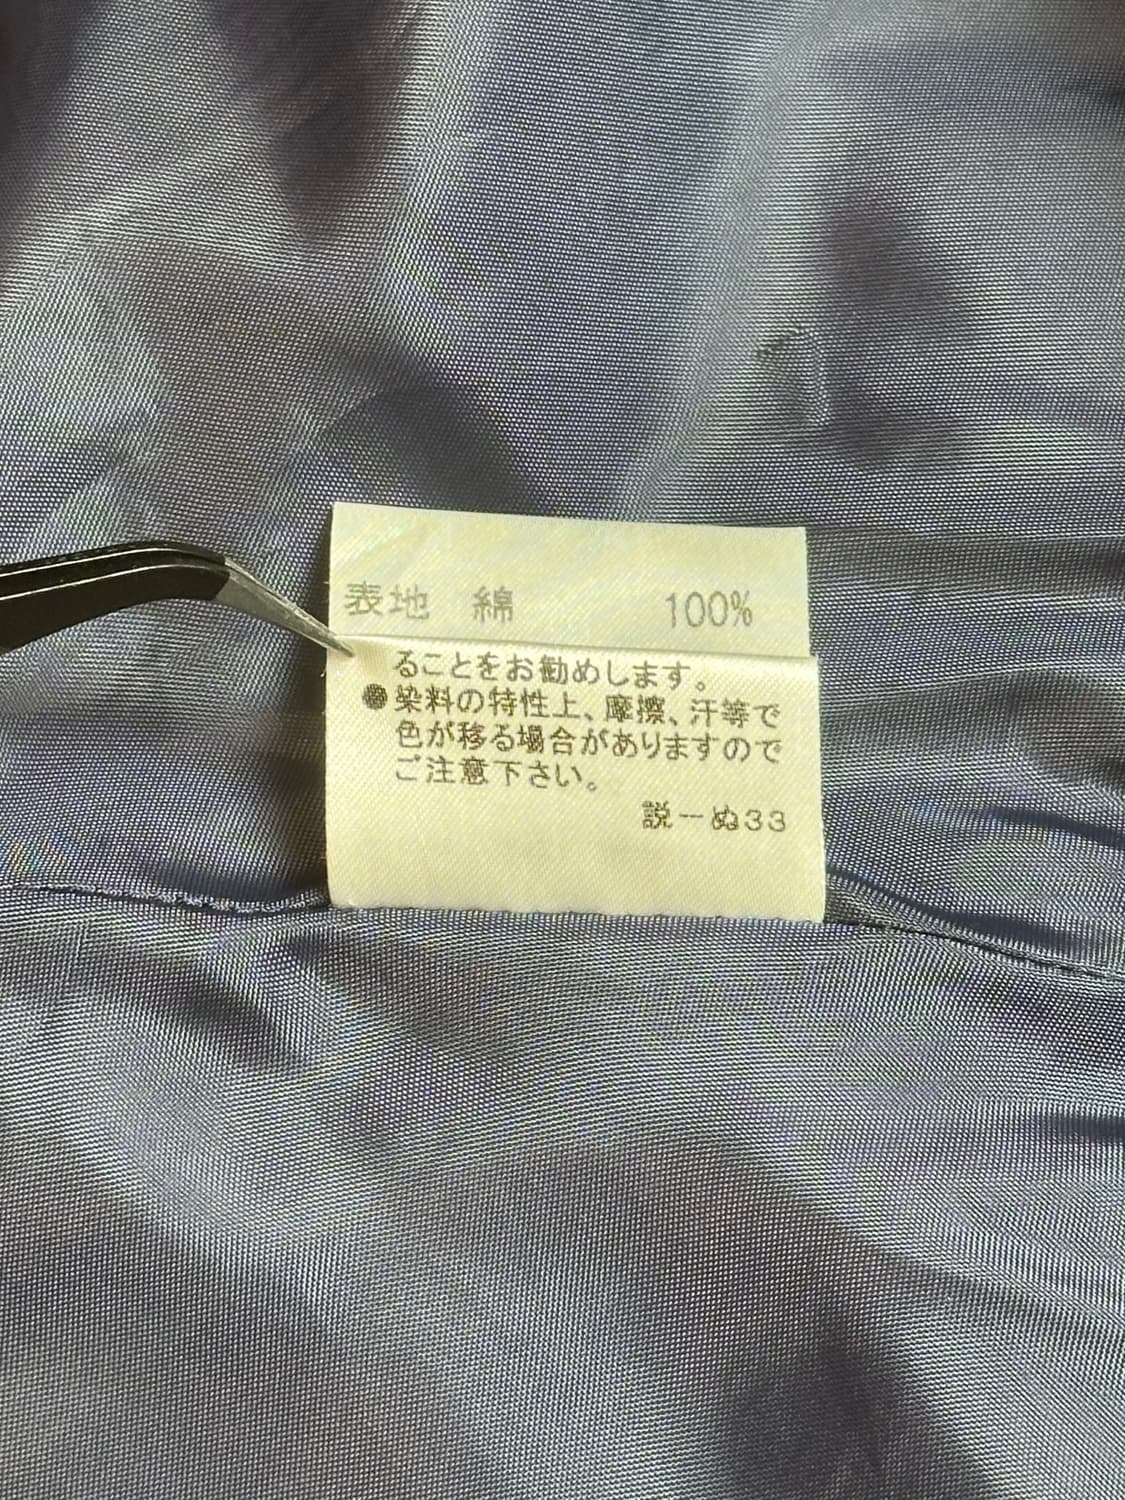 表地 綿 100%
ることをお勧めします。
●染料の特性上、摩擦、汗等で
色が移る場合がありますので
ご注意下さい。
説ーぬ33